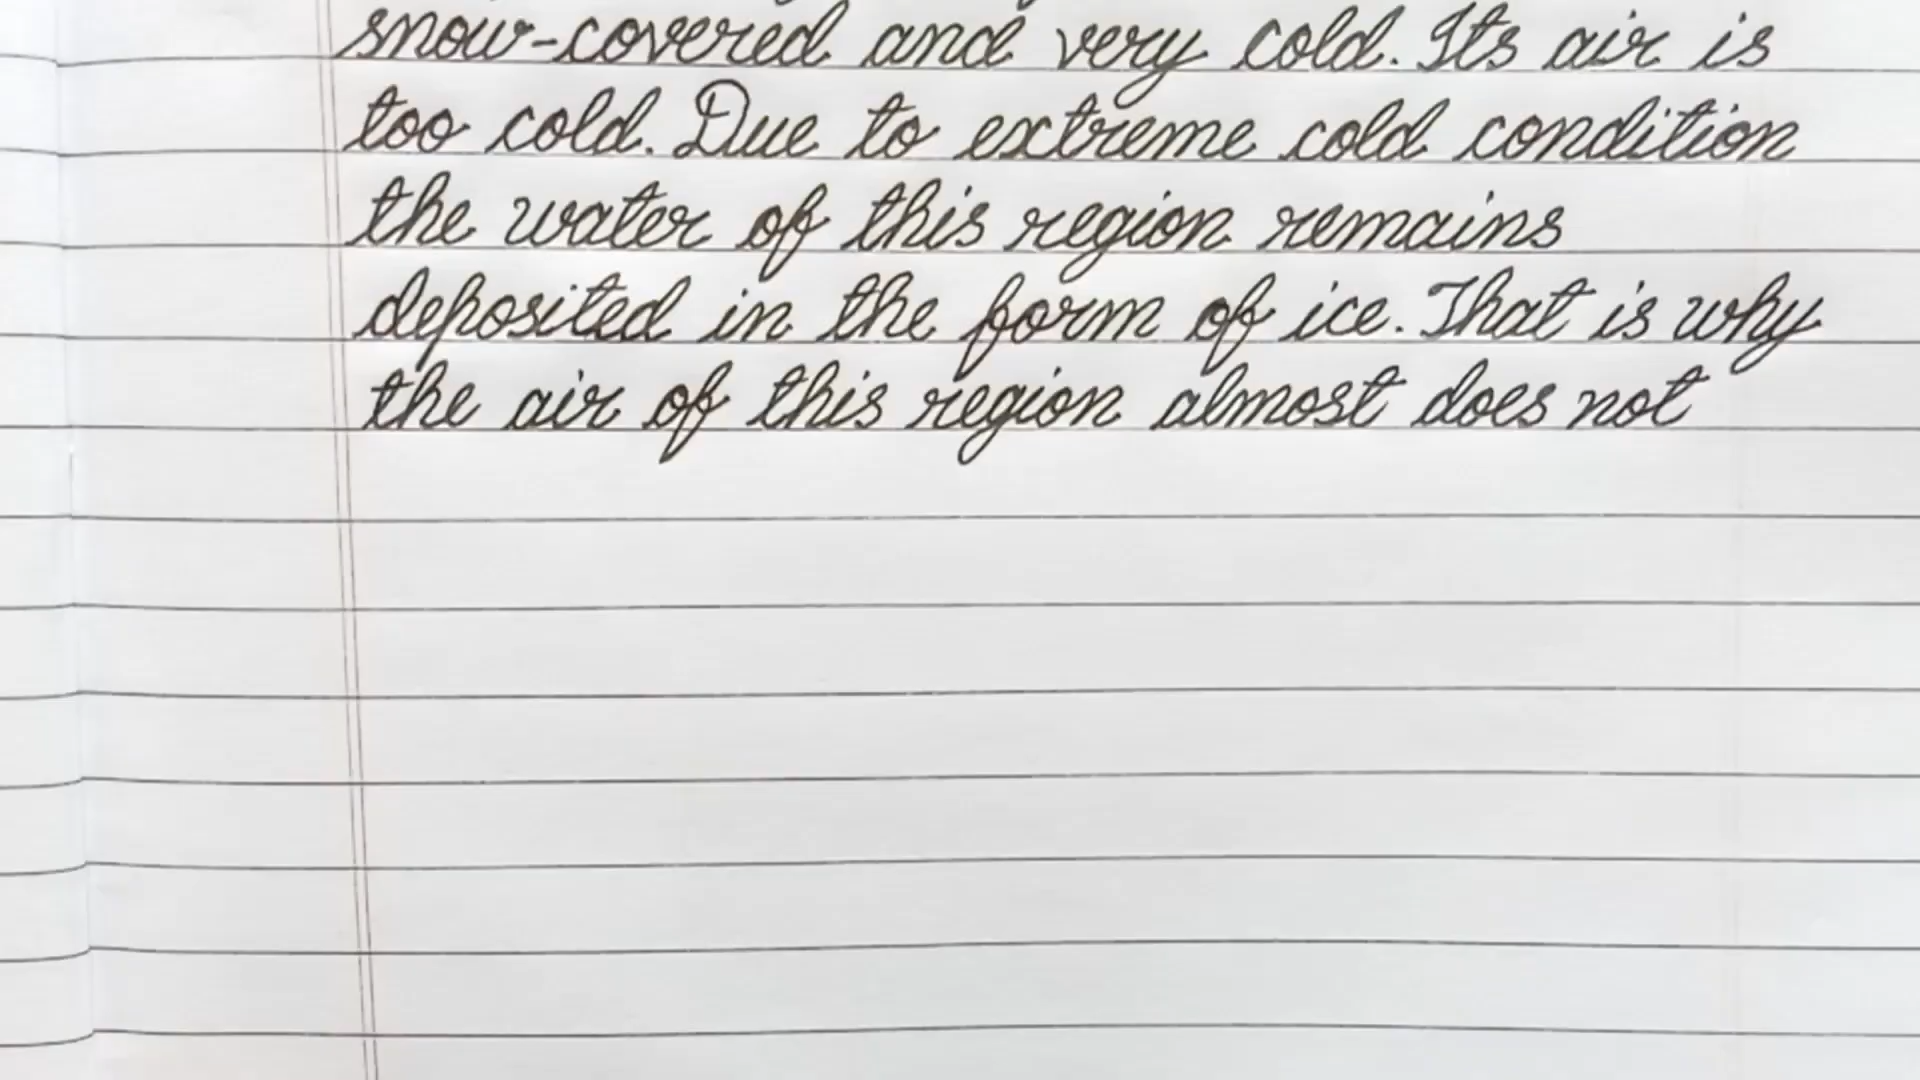 snow-covered and very cold. Its air is
too cold. Due to extreme cold condition
the water of this region remains
deposited in the form of ice. That is why
the air of this region almost does not